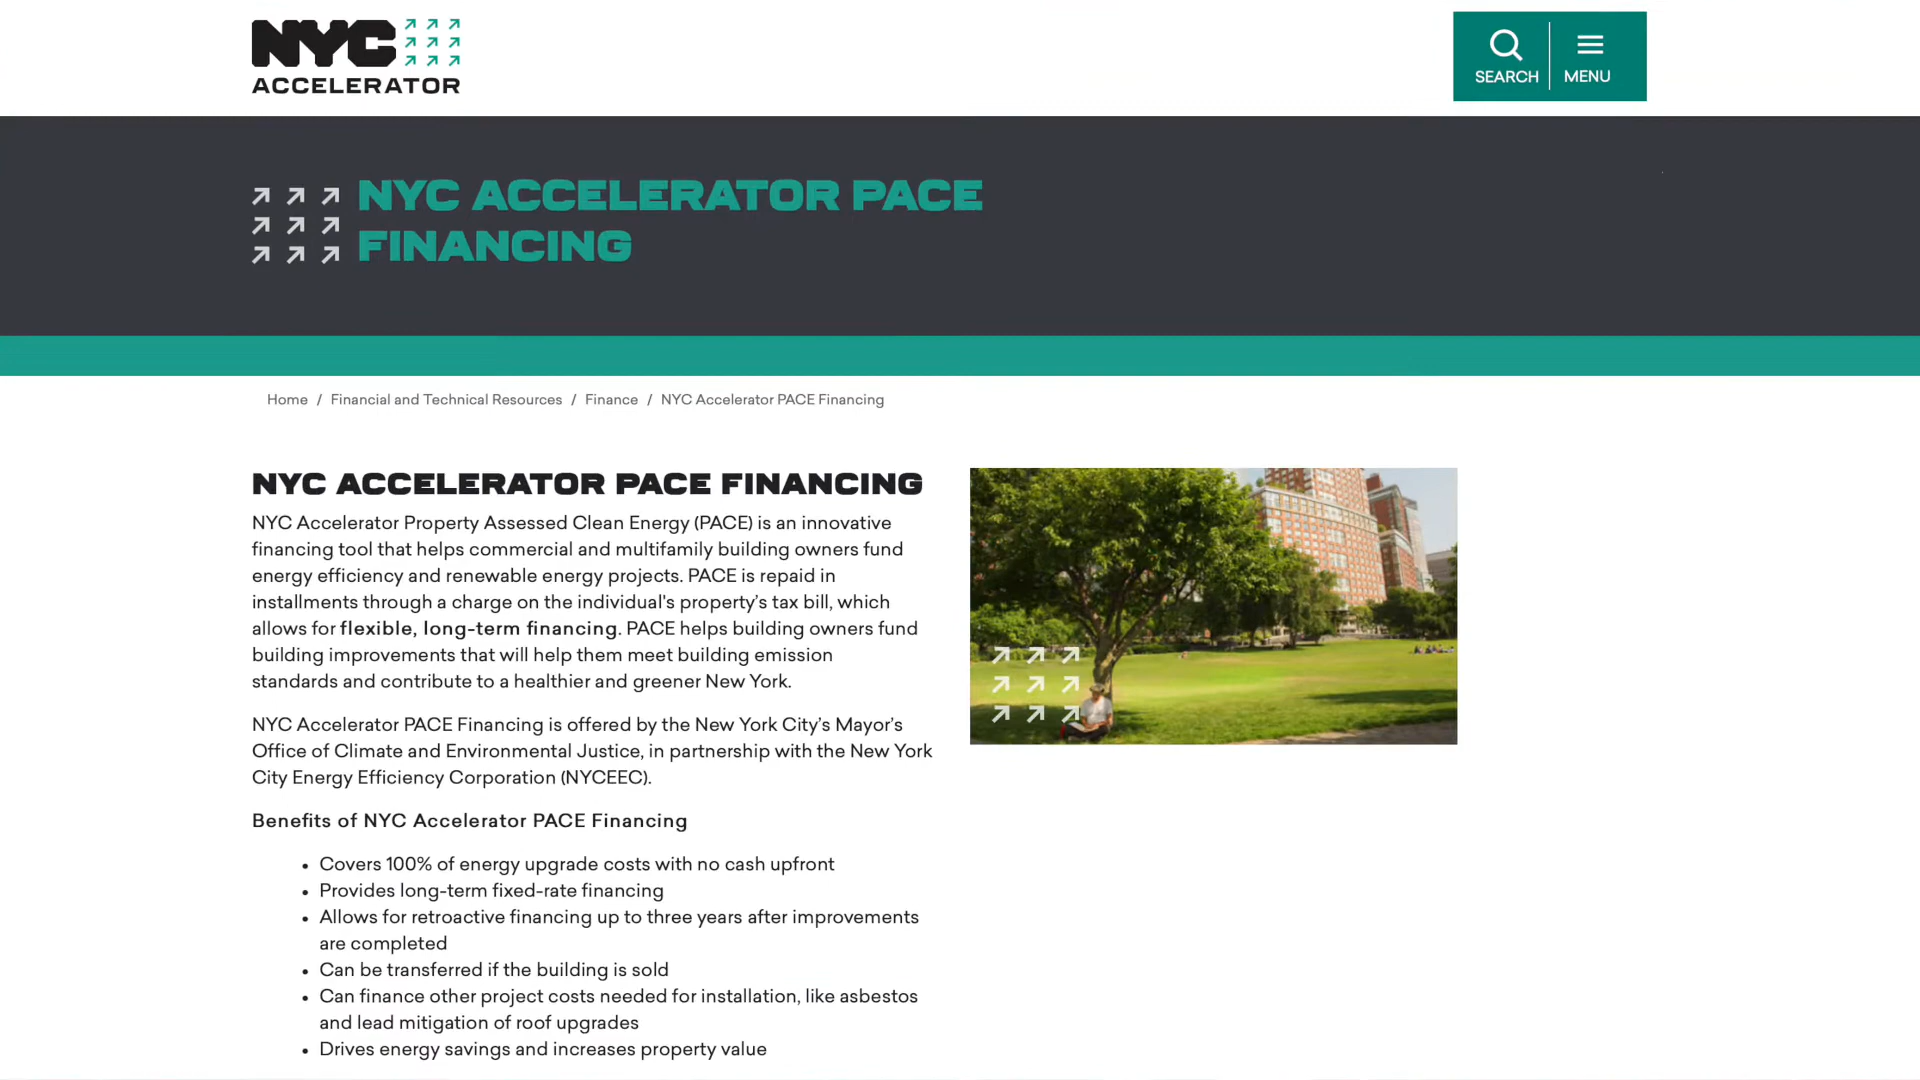 NYC
ACCELERATOR
SEARCH
MENU
NYC ACCELERATOR PACE
FINANCING
Home / Financial and Technical Resources / Finance / NYC Accelerator PACE Financing
NYC ACCELERATOR PACE FINANCING
NYC Accelerator Property Assessed Clean Energy (PACE) is an innovative
financing tool that helps commercial and multifamily building owners fund
energy efficiency and renewable energy projects. PACE is repaid in
installments through a charge on the individual's property’s tax bill, which
allows for flexible, long-term financing. PACE helps building owners fund
building improvements that will help them meet building emission
standards and contribute to a healthier and greener New York.
NYC Accelerator PACE Financing is offered by the New York City’s Mayor’s
Office of Climate and Environmental Justice, in partnership with the New York
City Energy Efficiency Corporation (NYCEEC).
Benefits of NYC Accelerator PACE Financing
• Covers 100% of energy upgrade costs with no cash upfront
• Provides long-term fixed-rate financing
• Allows for retroactive financing up to three years after improvements
are completed
• Can be transferred if the building is sold
• Can finance other project costs needed for installation, like asbestos
and lead mitigation of roof upgrades
• Drives energy savings and increases property value